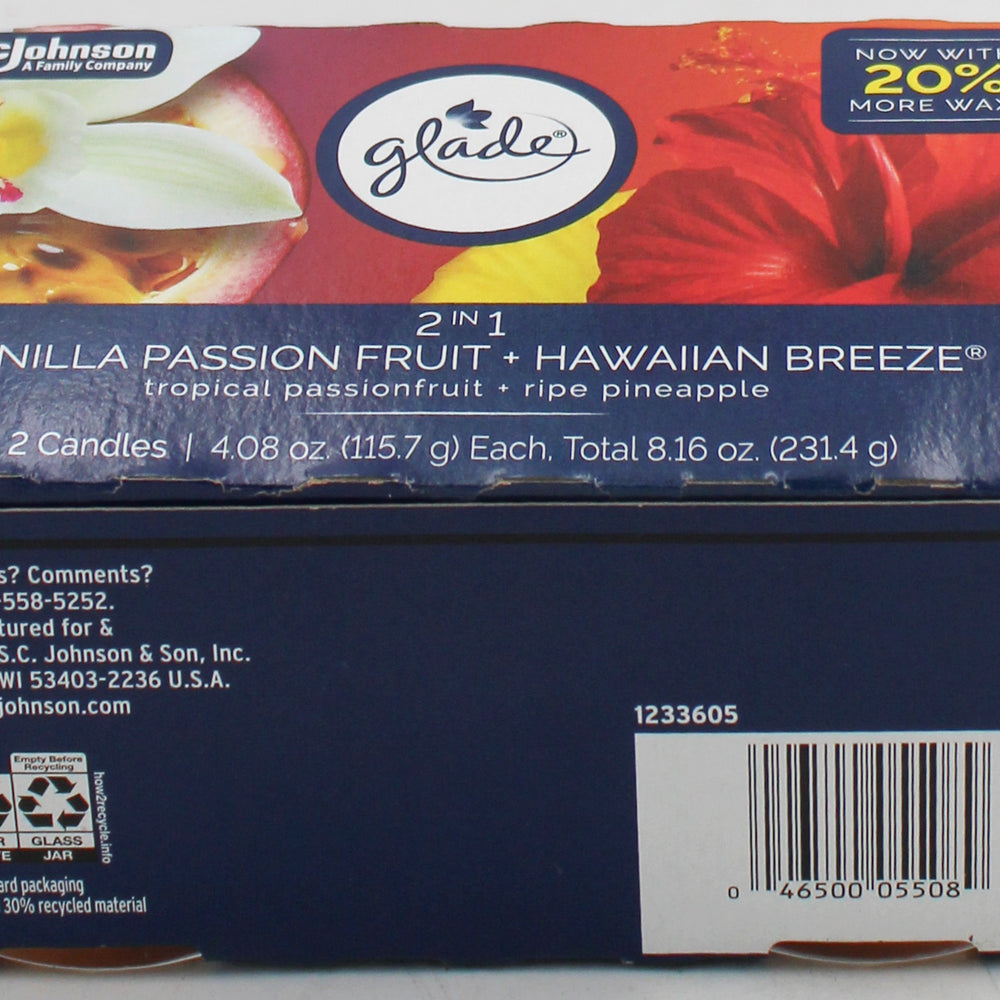 cJohnson
A Family Company
glade®
NOW WITH
20%
MORE WAX
2 IN 1
NILLA PASSION FRUIT + HAWAIIAN BREEZE®
tropical passionfruit + ripe pineapple
2 Candles | 4.08 oz. (115.7 g) Each, Total 8.16 oz. (231.4 g)
s? Comments?
-558-5252.
tured for &
S.C. Johnson & Son, Inc.
WI 53403-2236 U.S.A.
johnson.com
Empty Before
Recycling
GLASS
JAR
how2recycle.info
R
TE
ard packaging
30% recycled material
1233605
0 46500 05508